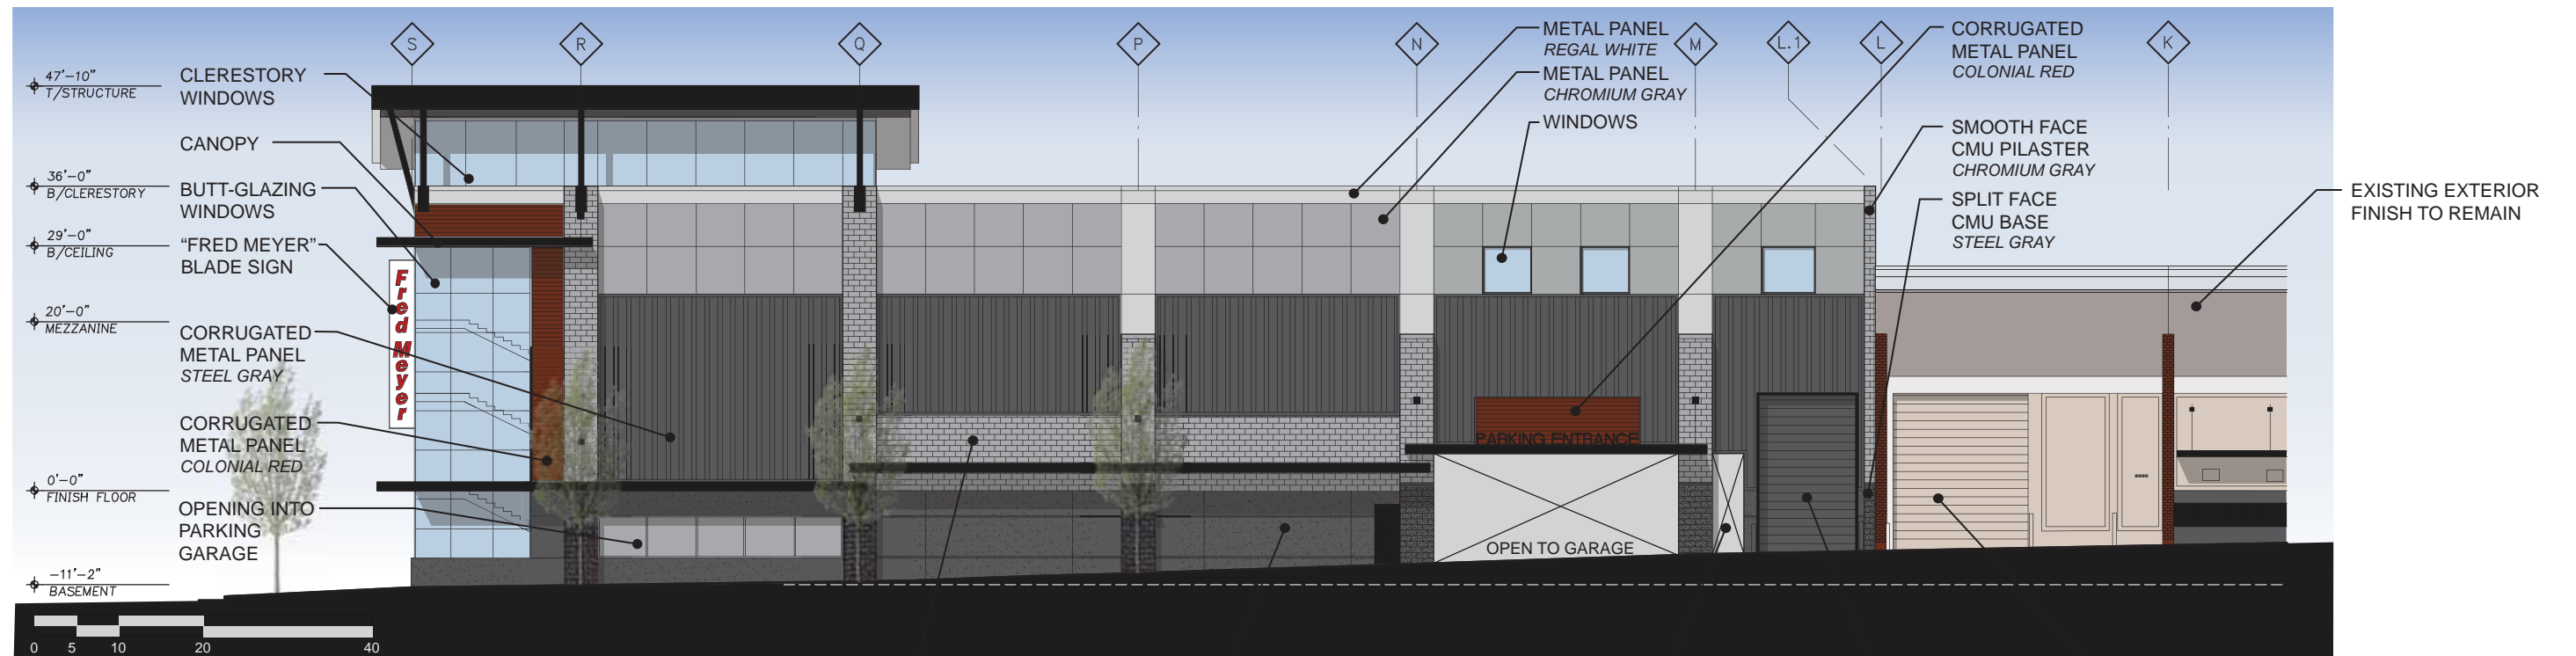 S
R
Q
P
N
M
L.1
L
K
47'-10"
T/STRUCTURE
36'-0"
B/CLERESTORY
29'-0"
B/CEILING
20'-0"
MEZZANINE
0'-0"
FINISH FLOOR
-11'-2"
BASEMENT
CLERESTORY
WINDOWS
CANOPY
BUTT-GLAZING
WINDOWS
“FRED MEYER”
BLADE SIGN
CORRUGATED
METAL PANEL
STEEL GRAY
CORRUGATED
METAL PANEL
COLONIAL RED
OPENING INTO
PARKING
GARAGE
Fred Meyer
METAL PANEL
REGAL WHITE
METAL PANEL
CHROMIUM GRAY
WINDOWS
CORRUGATED
METAL PANEL
COLONIAL RED
SMOOTH FACE
CMU PILASTER
CHROMIUM GRAY
SPLIT FACE
CMU BASE
STEEL GRAY
EXISTING EXTERIOR
FINISH TO REMAIN
PARKING ENTRANCE
OPEN TO GARAGE
0 5 10 20 40